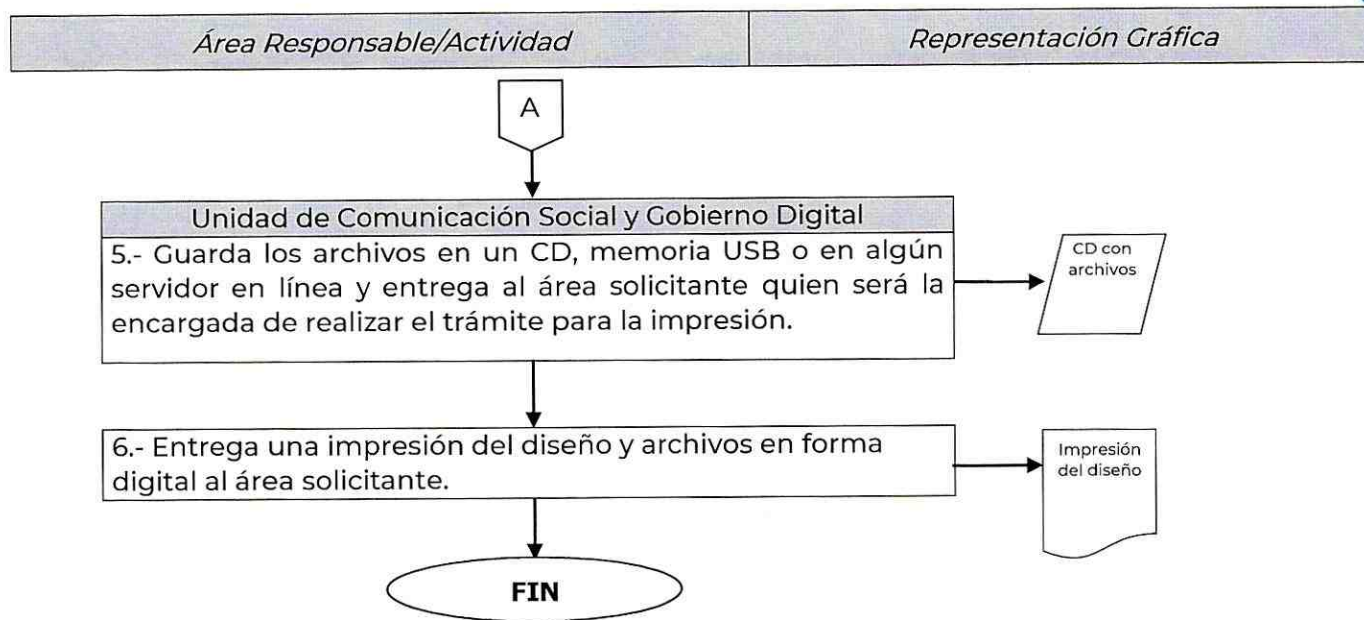 Área Responsable/Actividad
Representación Gráfica
A
Unidad de Comunicación Social y Gobierno Digital
5.- Guarda los archivos en un CD, memoria USB o en algún
servidor en línea y entrega al área solicitante quien será la
encargada de realizar el trámite para la impresión.
CD con
archivos
6.- Entrega una impresión del diseño y archivos en forma
digital al área solicitante.
Impresión
del diseño
FIN